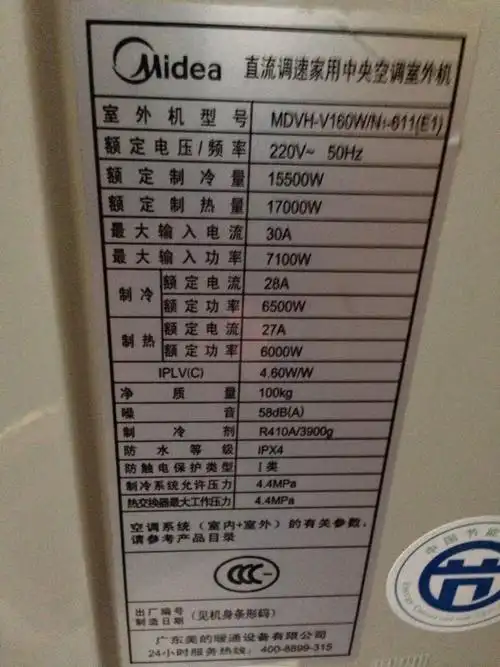 Midea 直流调速家用中央空调室外机
室外机型号 MDVH-V160W/N1-611(E1)
额定电压/频率 220V~ 50Hz
额定制冷量 15500W
额定制热量 17000W
最大输入电流 30A
最大输入功率 7100W
制冷 额定电流 28A
额定功率 6500W
制热 额定电流 27A
额定功率 6000W
IPLV(C) 4.60W/W
净质量 100kg
噪音 58dB(A)
制冷剂 R410A/3900g
防水等级 IPX4
防触电保护类型 I类
制冷系统允许压力 4.4MPa
热交换器最大工作压力 4.4MPa
空调系统(室内+室外)的有关参数,
请参考产品目录
CCC
出厂编号
制造日期 (见机身条形码)
广东美的暖通设备有限公司
24小时服务热线:400-8899-315
中国节能